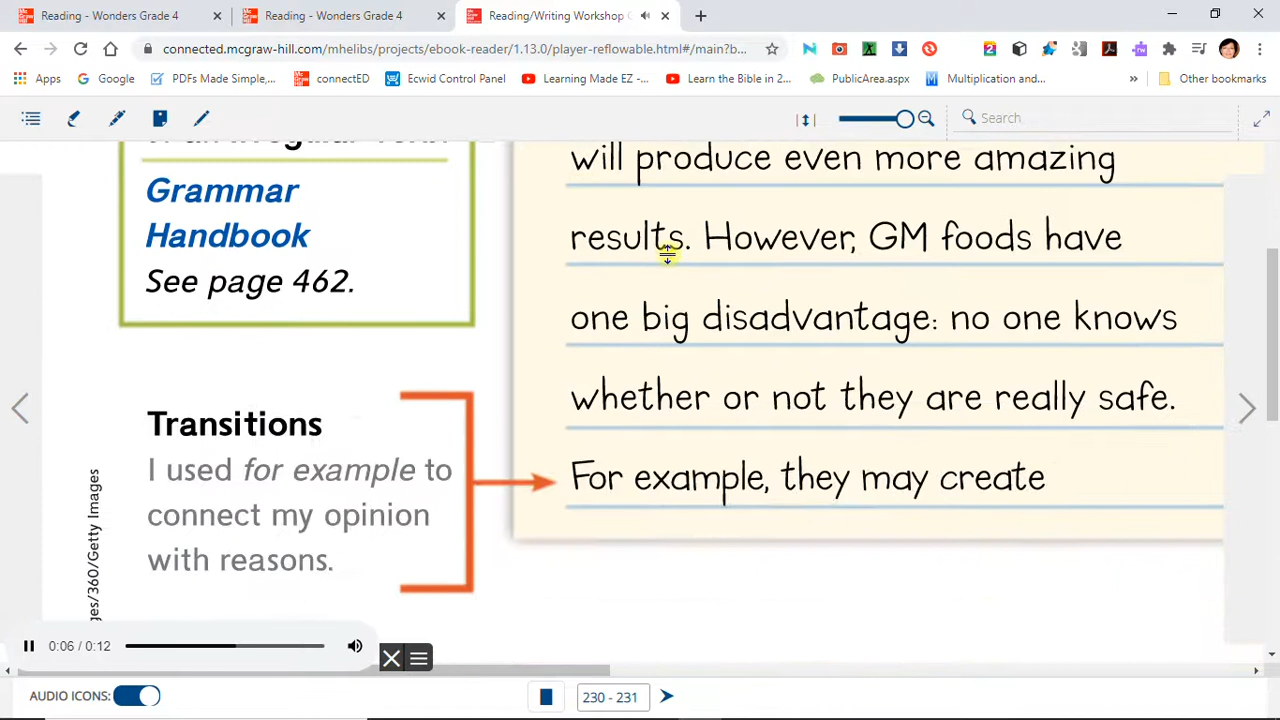 Reading - Wonders Grade 4
Reading - Wonders Grade 4
Reading/Writing Workshop
connected.mcgraw-hill.com/mhelibs/projects/ebook-reader/1.13.0/player-reflowable.html#/main?b...
Apps
Google
PDFs Made Simple,...
connectED
Ecwid Control Panel
Learning Made EZ -...
Learn the Bible in 2...
PublicArea.aspx
Multiplication and...
Other bookmarks
Search
Grammar
Handbook
See page 462.
Transitions
I used for example to
connect my opinion
with reasons.
ges/360/Getty Images
will produce even more amazing
results. However, GM foods have
one big disadvantage: no one knows
whether or not they are really safe.
For example, they may create
0:06 / 0:12
AUDIO ICONS:
230 - 231